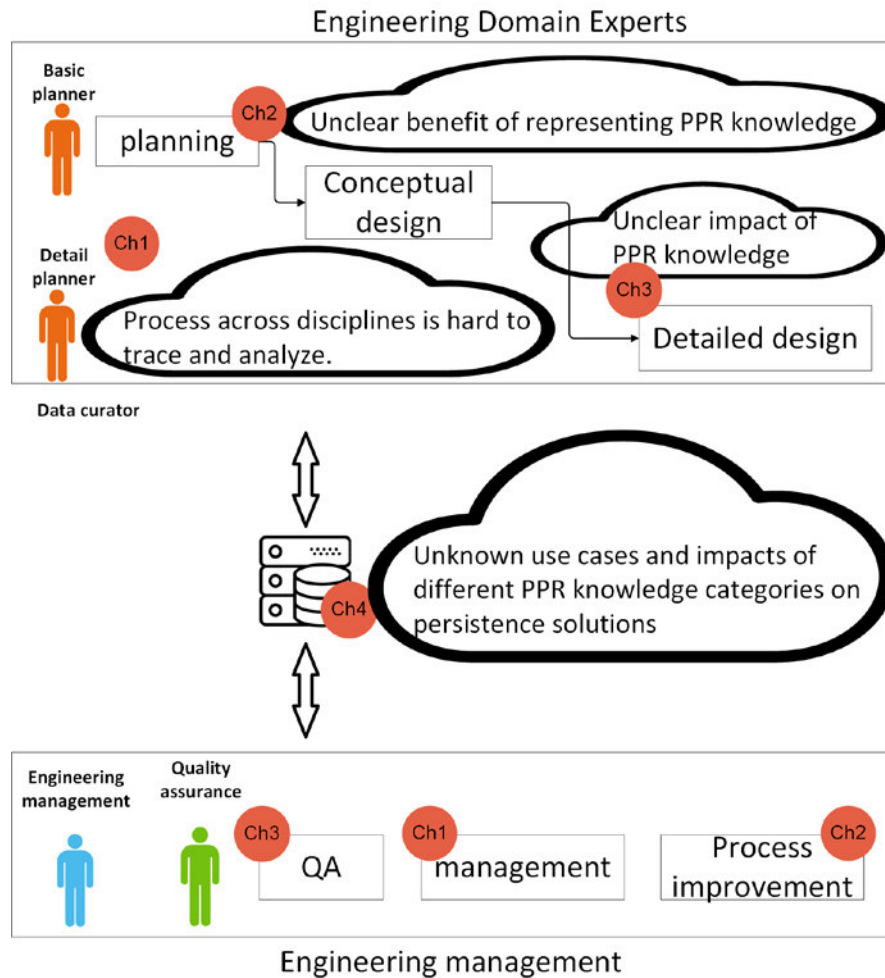 Engineering Domain Experts
Basic
planner
Ch2
Unclear benefit of representing PPR knowledge
planning
Conceptual
design
Unclear impact of
PPR knowledge
Ch1
Detail
planner
Ch3
Process across disciplines is hard to
trace and analyze.
Detailed design
Data curator
Unknown use cases and impacts of
different PPR knowledge categories on
persistence solutions
Ch4
Engineering
management
Quality
assurance
Ch3
QA
Ch1
management
Ch2
Process
improvement
Engineering management